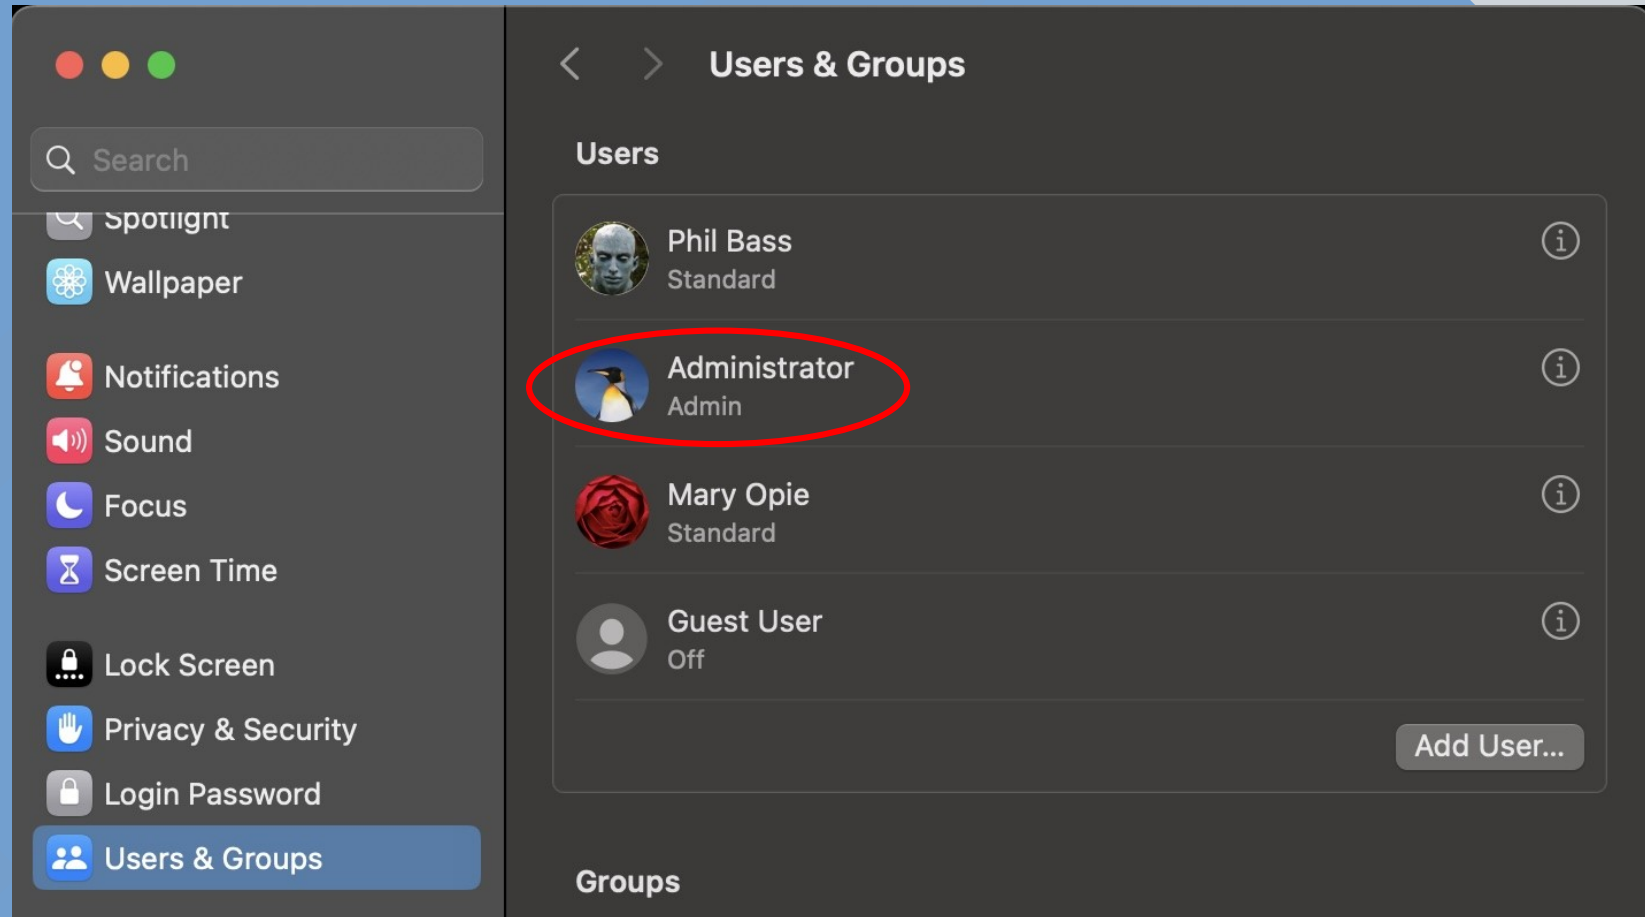 Search
Spotlight
Wallpaper
Notifications
Sound
Focus
Screen Time
Lock Screen
Privacy & Security
Login Password
Users & Groups
Users & Groups
Users
Phil Bass
Standard
Administrator
Admin
Mary Opie
Standard
Guest User
Off
Add User...
Groups